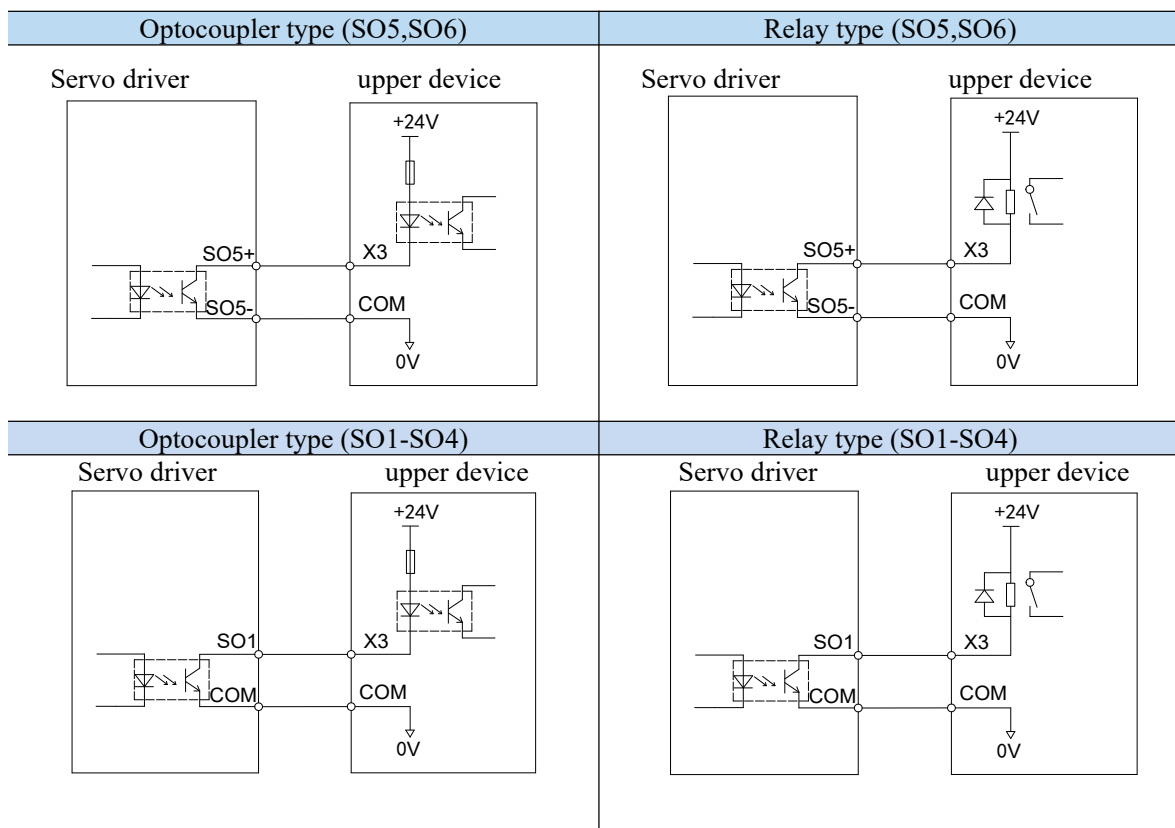 Optocoupler type (SO5,SO6)
Relay type (SO5,SO6)
Servo driver
upper device
+24V
SO5+
X3
SO5-
COM
0V
Servo driver
upper device
+24V
SO5+
X3
SO5-
COM
0V
Optocoupler type (SO1-SO4)
Relay type (SO1-SO4)
Servo driver
upper device
+24V
SO1
X3
COM
COM
0V
Servo driver
upper device
+24V
SO1
X3
COM
COM
0V